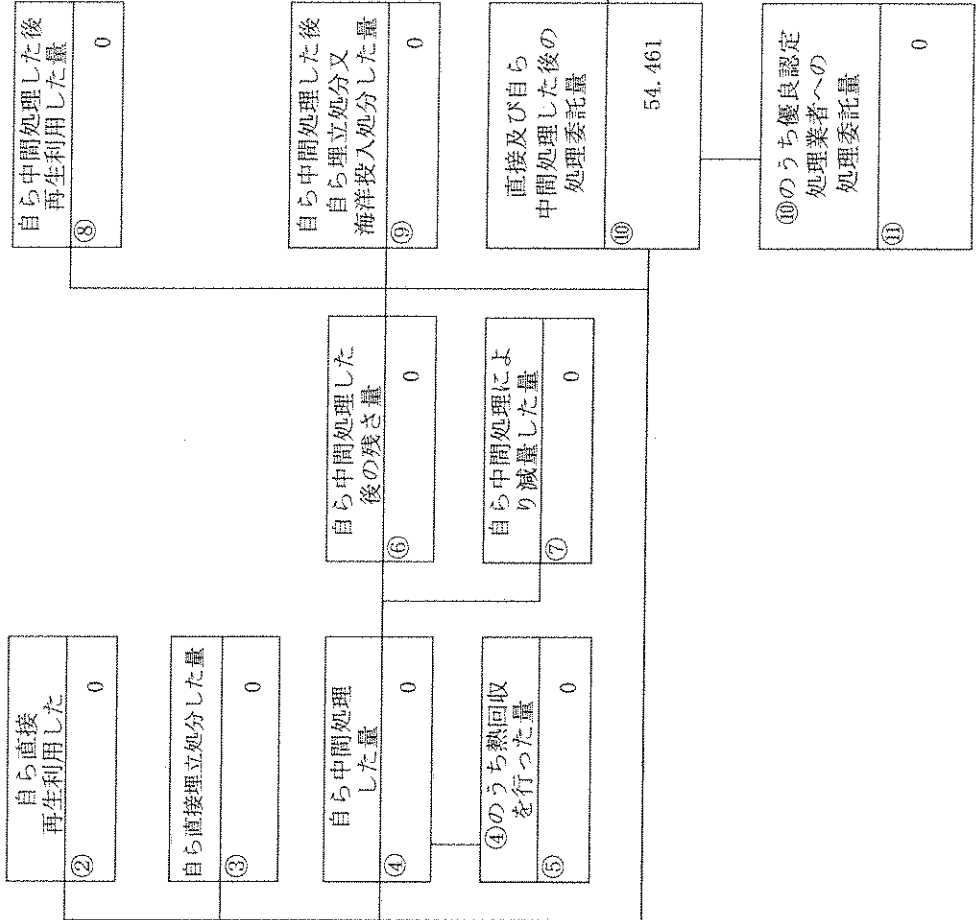 自ら直接
再生利用した
②
0
自ら直接埋立処分した量
③
0
自ら中間処理
した量
④
0
④のうち熱回収
を行った量
⑤
0
自ら中間処理した
後の残さ量
⑥
0
自ら中間処理によ
り減量した量
⑦
0
自ら中間処理した後
再生利用した量
⑧
0
自ら中間処理した後
自ら埋立処分又
海洋投入処分した量
⑨
0
直接及び自ら
中間処理した後の
処理委託量
⑩
54.461
⑩のうち優良認定
処理業者への
処理委託量
⑪
0